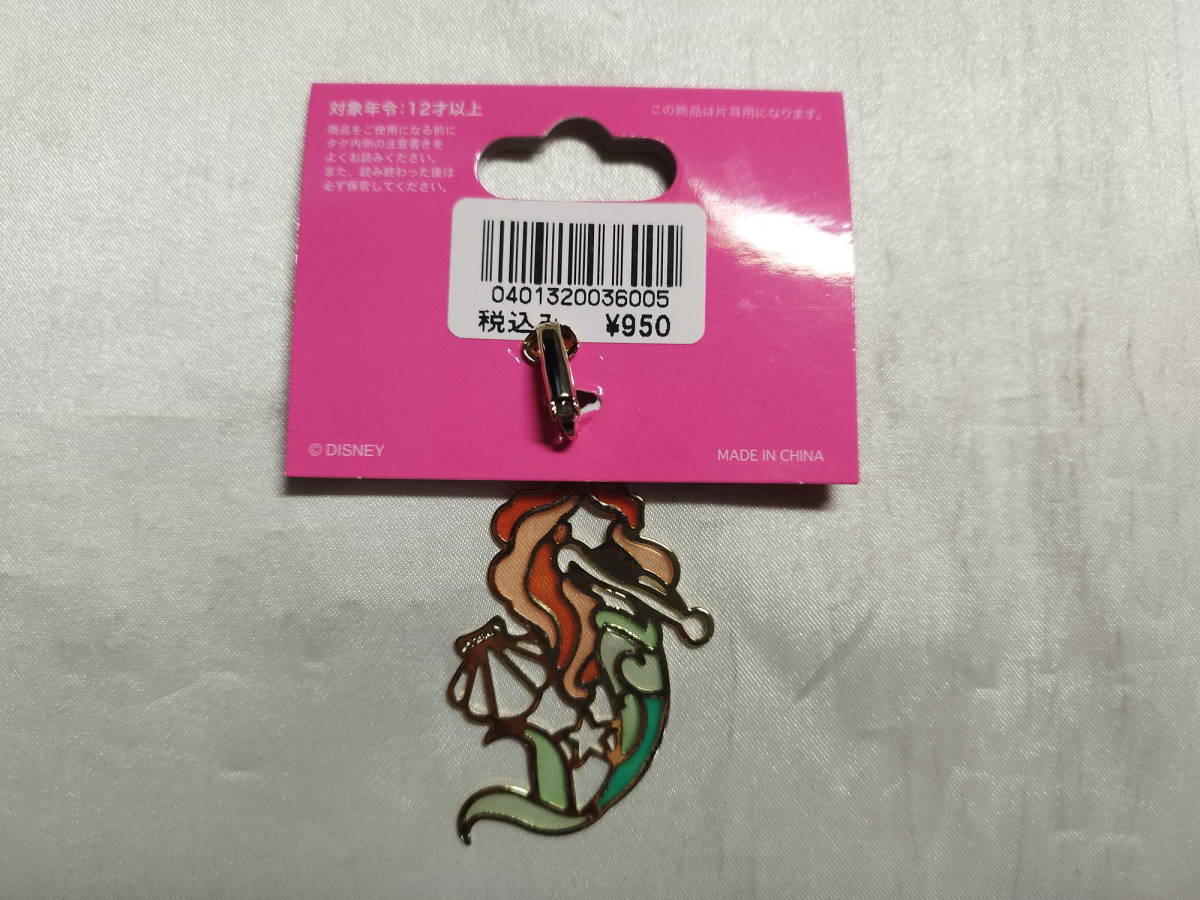 対象年令:12才以上
商品をご使用になる前に
タグ内側の注意書きを
よくお読みください。
また、読み終わった後は
必ず保管してください。
この商品は片耳用になります。
0401320036005
税込み ¥950
© DISNEY
MADE IN CHINA